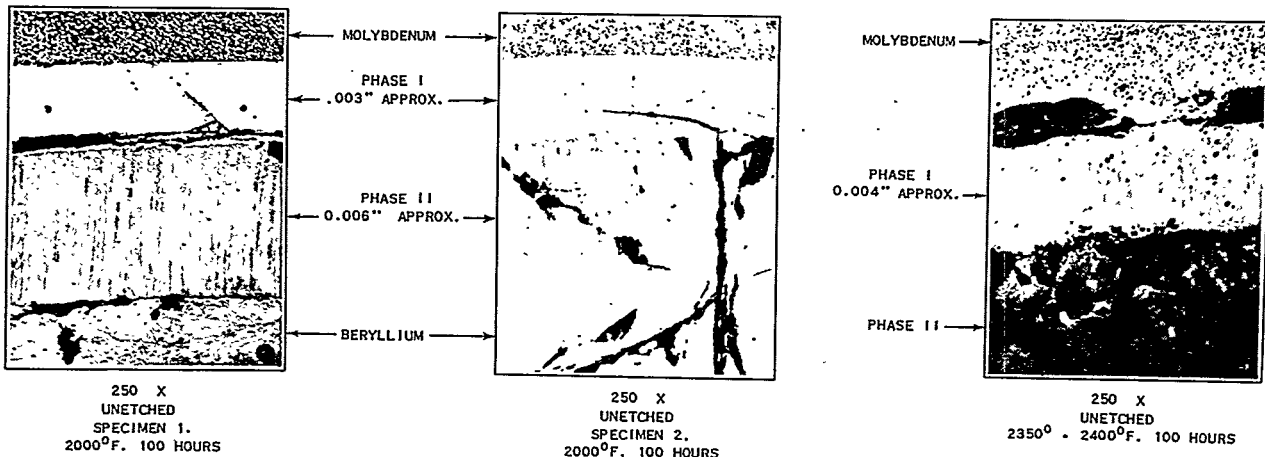 MOLYBDENUM
PHASE I
.003" APPROX.
PHASE II
0.006" APPROX.
BERYLLIUM
250 X
UNETCHED
SPECIMEN 1.
2000°F. 100 HOURS
250 X
UNETCHED
SPECIMEN 2.
2000°F. 100 HOURS
MOLYBDENUM
PHASE I
0.004" APPROX.
PHASE II
250 X
UNETCHED
2350° - 2400°F. 100 HOURS